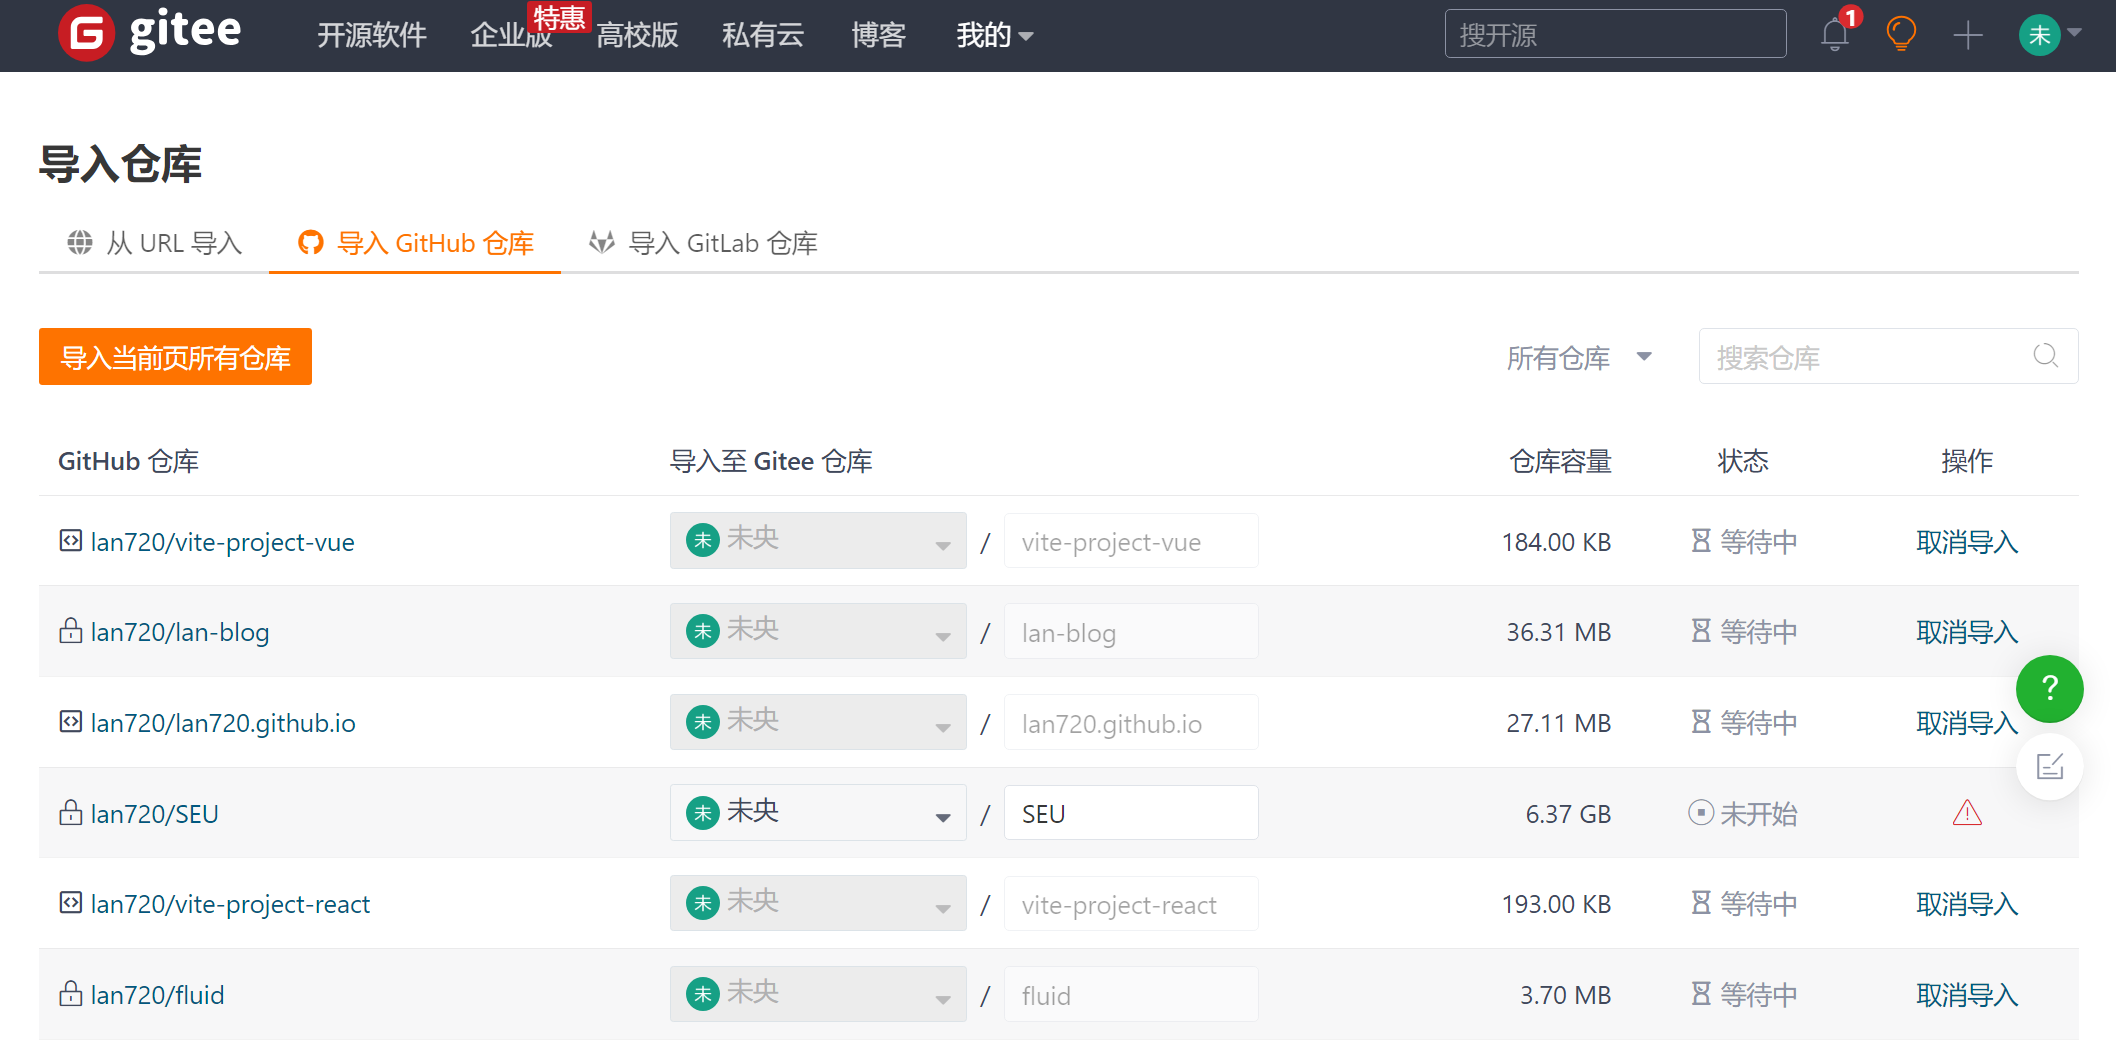 gitee 开源软件 企业版 特惠 高校版 私有云 博客 我的 搜开源 1 未
导入仓库
从 URL 导入 导入 GitHub 仓库 导入 GitLab 仓库
导入当前页所有仓库 所有仓库 搜索仓库
GitHub 仓库 导入至 Gitee 仓库 仓库容量 状态 操作
lan720/vite-project-vue 未 未央 / vite-project-vue 184.00 KB 等待中 取消导入
lan720/lan-blog 未 未央 / lan-blog 36.31 MB 等待中 取消导入
?
lan720/lan720.github.io 未 未央 / lan720.github.io 27.11 MB 等待中 取消导入
lan720/SEU 未 未央 / SEU 6.37 GB 未开始
lan720/vite-project-react 未 未央 / vite-project-react 193.00 KB 等待中 取消导入
lan720/fluid 未 未央 / fluid 3.70 MB 等待中 取消导入